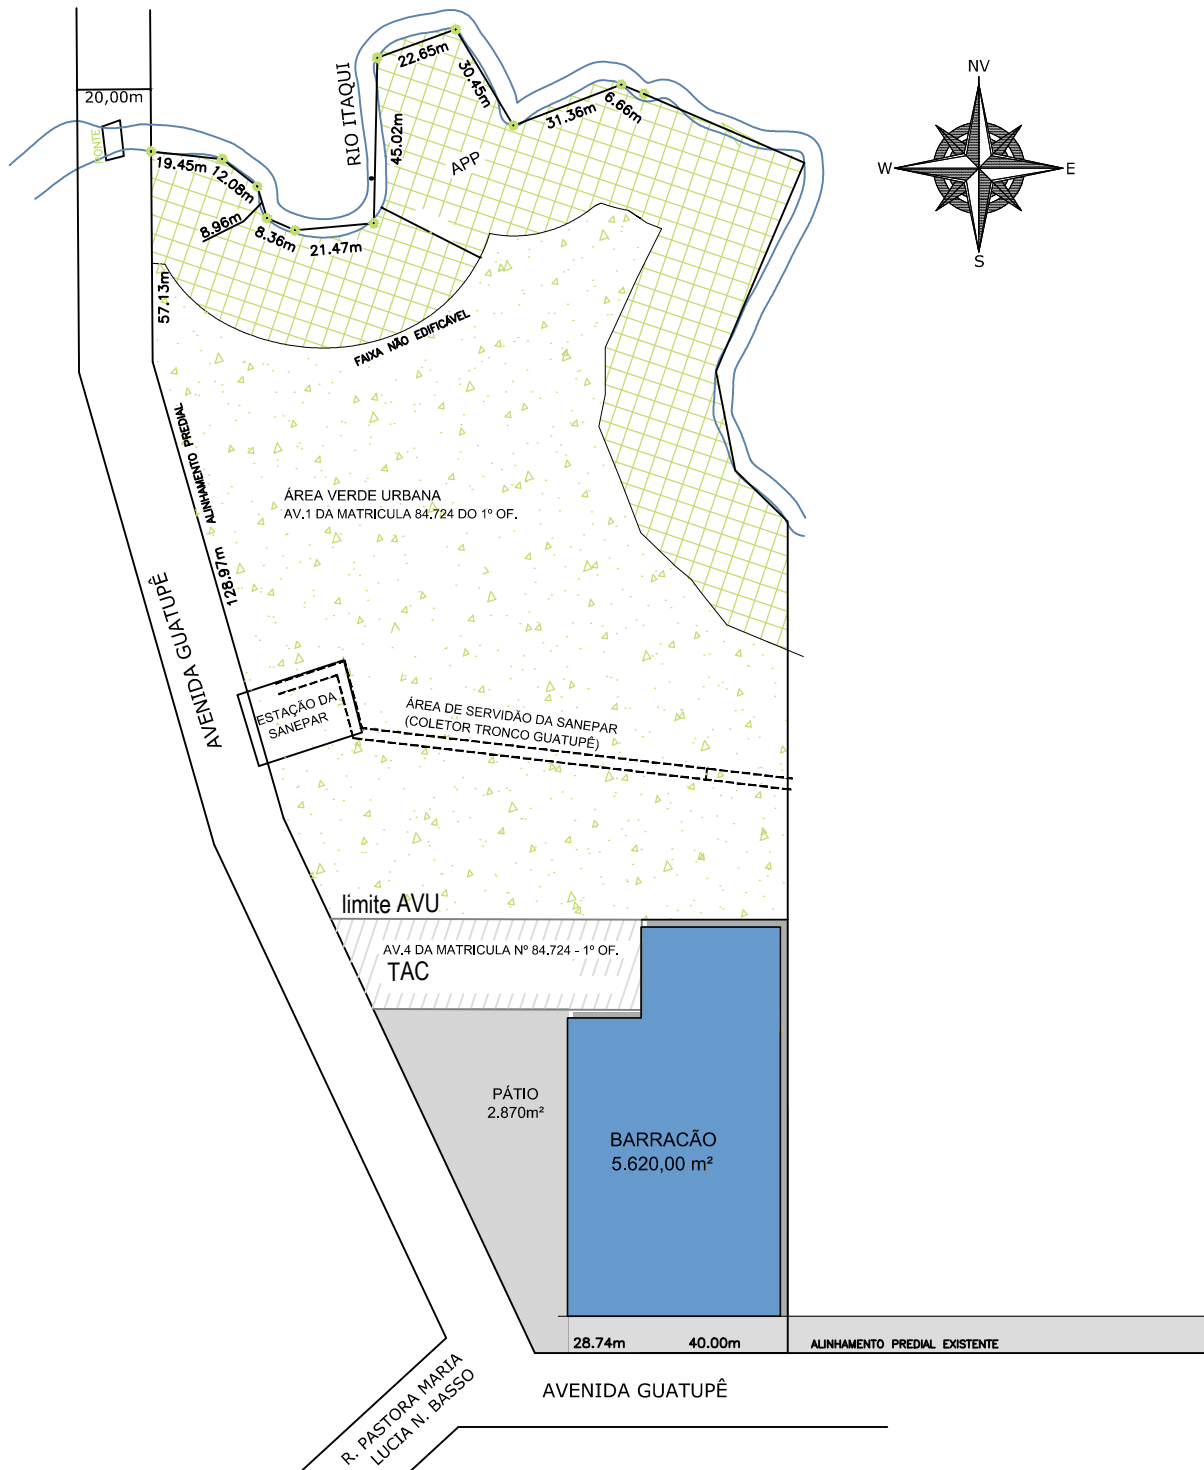 NV
W
E
S
20,00m
PONTE
19.45m
12.08m
8.96m
8.36m
21.47m
RIO ITAQUI
45.02m
22.65m
30.45m
31.36m
6.66m
APP
57.13m
FAIXA NÃO EDIFICÁVEL
ALINHAMENTO PREDIAL
128.97m
ÁREA VERDE URBANA
AV.1 DA MATRICULA 84.724 DO 1º OF.
AVENIDA GUATUPÊ
ESTAÇÃO DA
SANEPAR
ÁREA DE SERVIDÃO DA SANEPAR
(COLETOR TRONCO GUATUPÊ)
límite AVU
AV.4 DA MATRICULA Nº 84.724 - 1º OF.
TAC
PÁTIO
2.870m²
BARRACÃO
5.620,00 m²
28.74m
40.00m
ALINHAMENTO PREDIAL EXISTENTE
AVENIDA GUATUPÊ
R. PASTORA MARIA
LUCIA N. BASSO